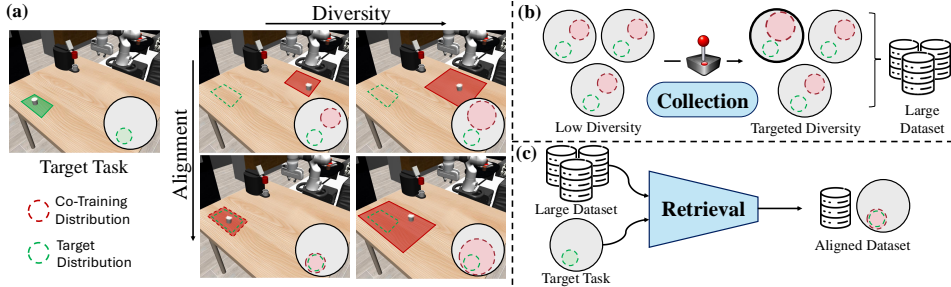 (a)
Diversity
Alignment
Target Task
Co-Training
Distribution
Target
Distribution
(b)
Collection
Low Diversity
Targeted Diversity
Large
Dataset
(c)
Large Dataset
Retrieval
Target Task
Aligned Dataset